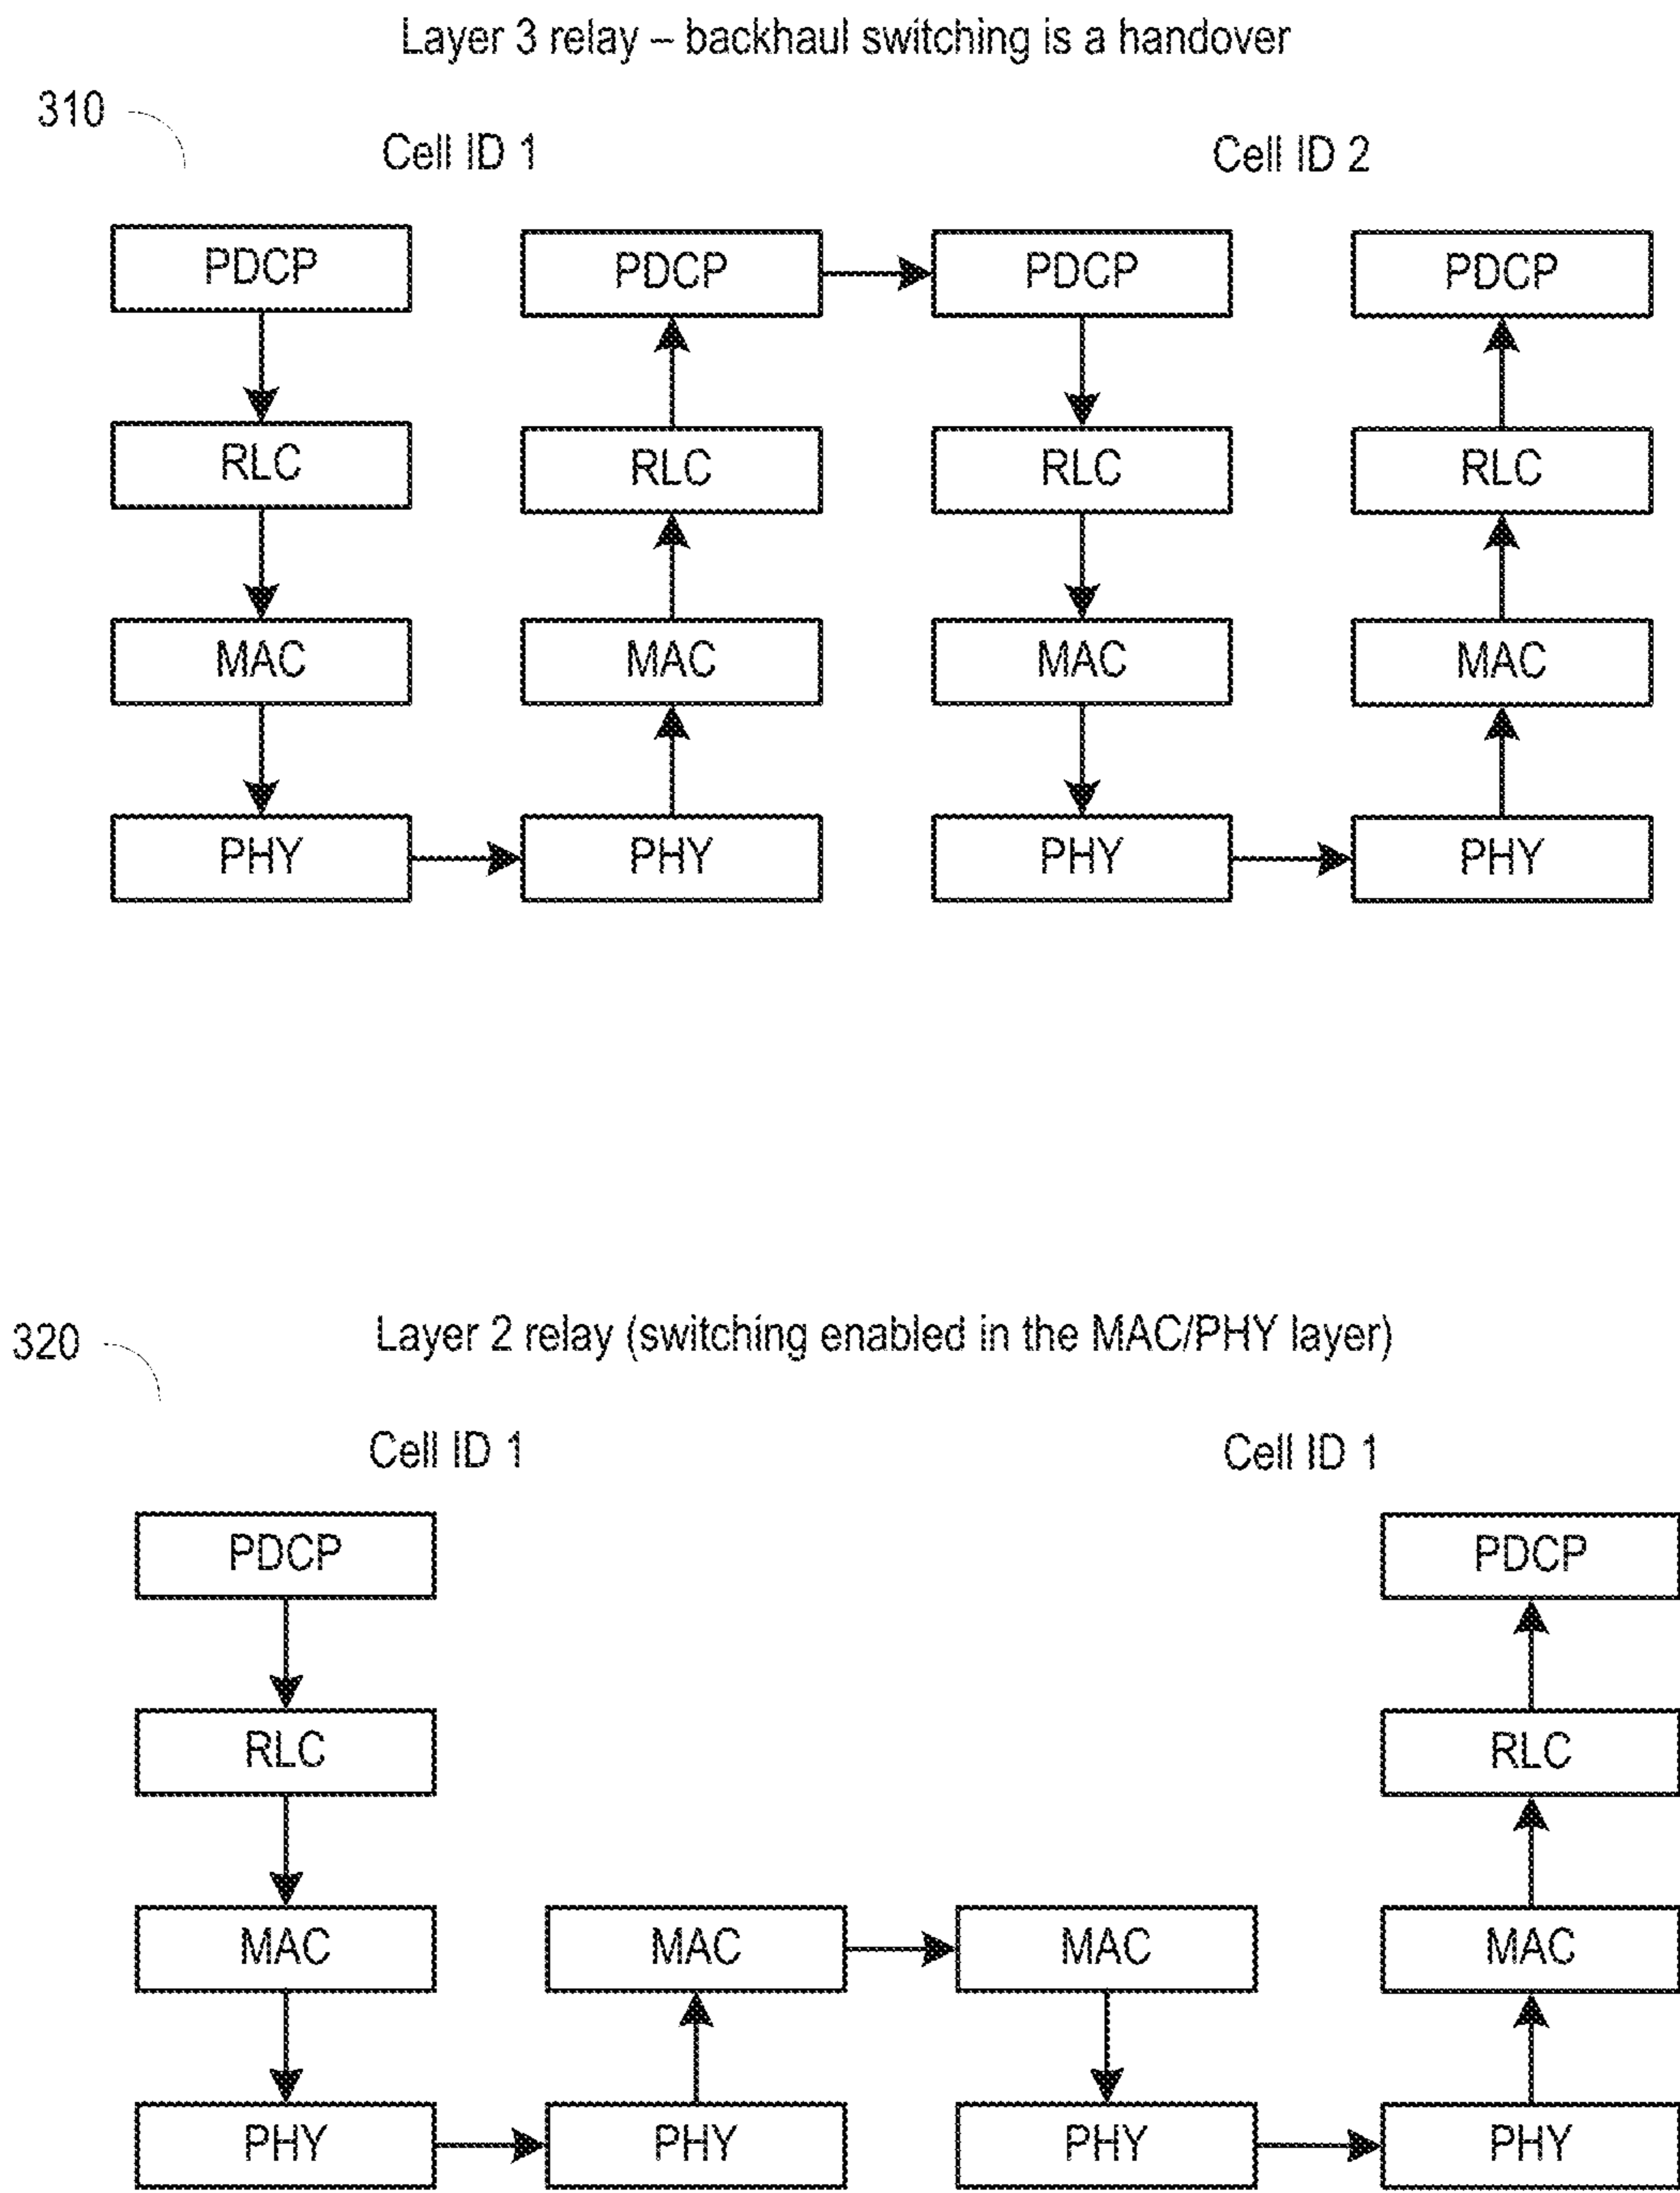 Layer 3 relay – backhaul switching is a handover
310
Cell ID 1 Cell ID 2
PDCP PDCP PDCP PDCP
RLC RLC RLC RLC
MAC MAC MAC MAC
PHY PHY PHY PHY
320 Layer 2 relay (switching enabled in the MAC/PHY layer)
Cell ID 1 Cell ID 1
PDCP PDCP
RLC RLC
MAC MAC MAC MAC
PHY PHY PHY PHY